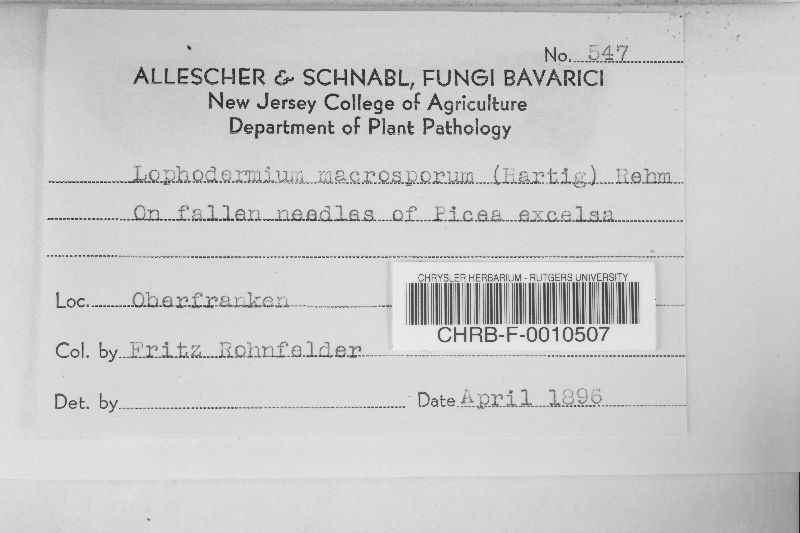 No. 547
ALLESCHER & SCHNABL, FUNGI BAVARICI
New Jersey College of Agriculture
Department of Plant Pathology
Lophodermium macrosporum (Hartig) Rehm
On fallen needles of Picea excelsa
Loc. Oberfranken
CHRYSLER HERBARIUM - RUTGERS UNIVERSITY
CHRB-F-0010507
Col. by Fritz Rohnfelder
Det. by
Date April 1896